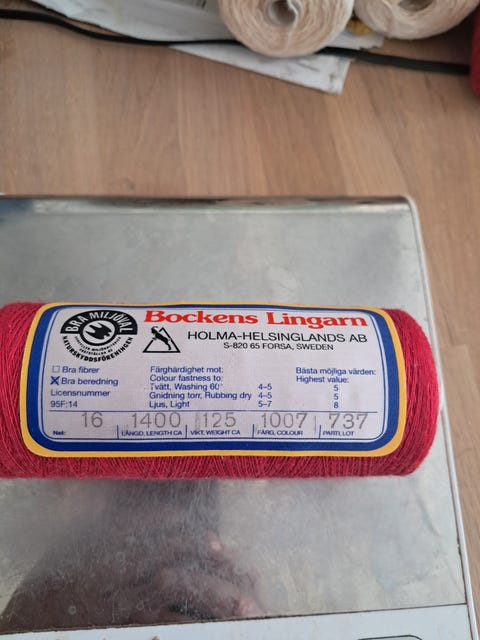 BRA MILJÖVAL
NATURSKYDDSFÖRENINGEN
Bockens Lingarn
HOLMA-HELSINGLANDS AB
S-820 65 FORSA, SWEDEN
Bra fibrer
Bra beredning
Licensnummer
95F:14
Färghärdighet mot:
Colour fastness to:
Tvätt, Washing 60° 4-5
Gnidning torr, Rubbing dry 4-5
Ljus, Light 5-7
Bästa möjliga värden:
Highest value:
5
5
8
16 1400 125 1007 737
Nel: LÄNGD, LENGTH CA VIKT, WEIGHT CA FÄRG, COLOUR PARTI, LOT